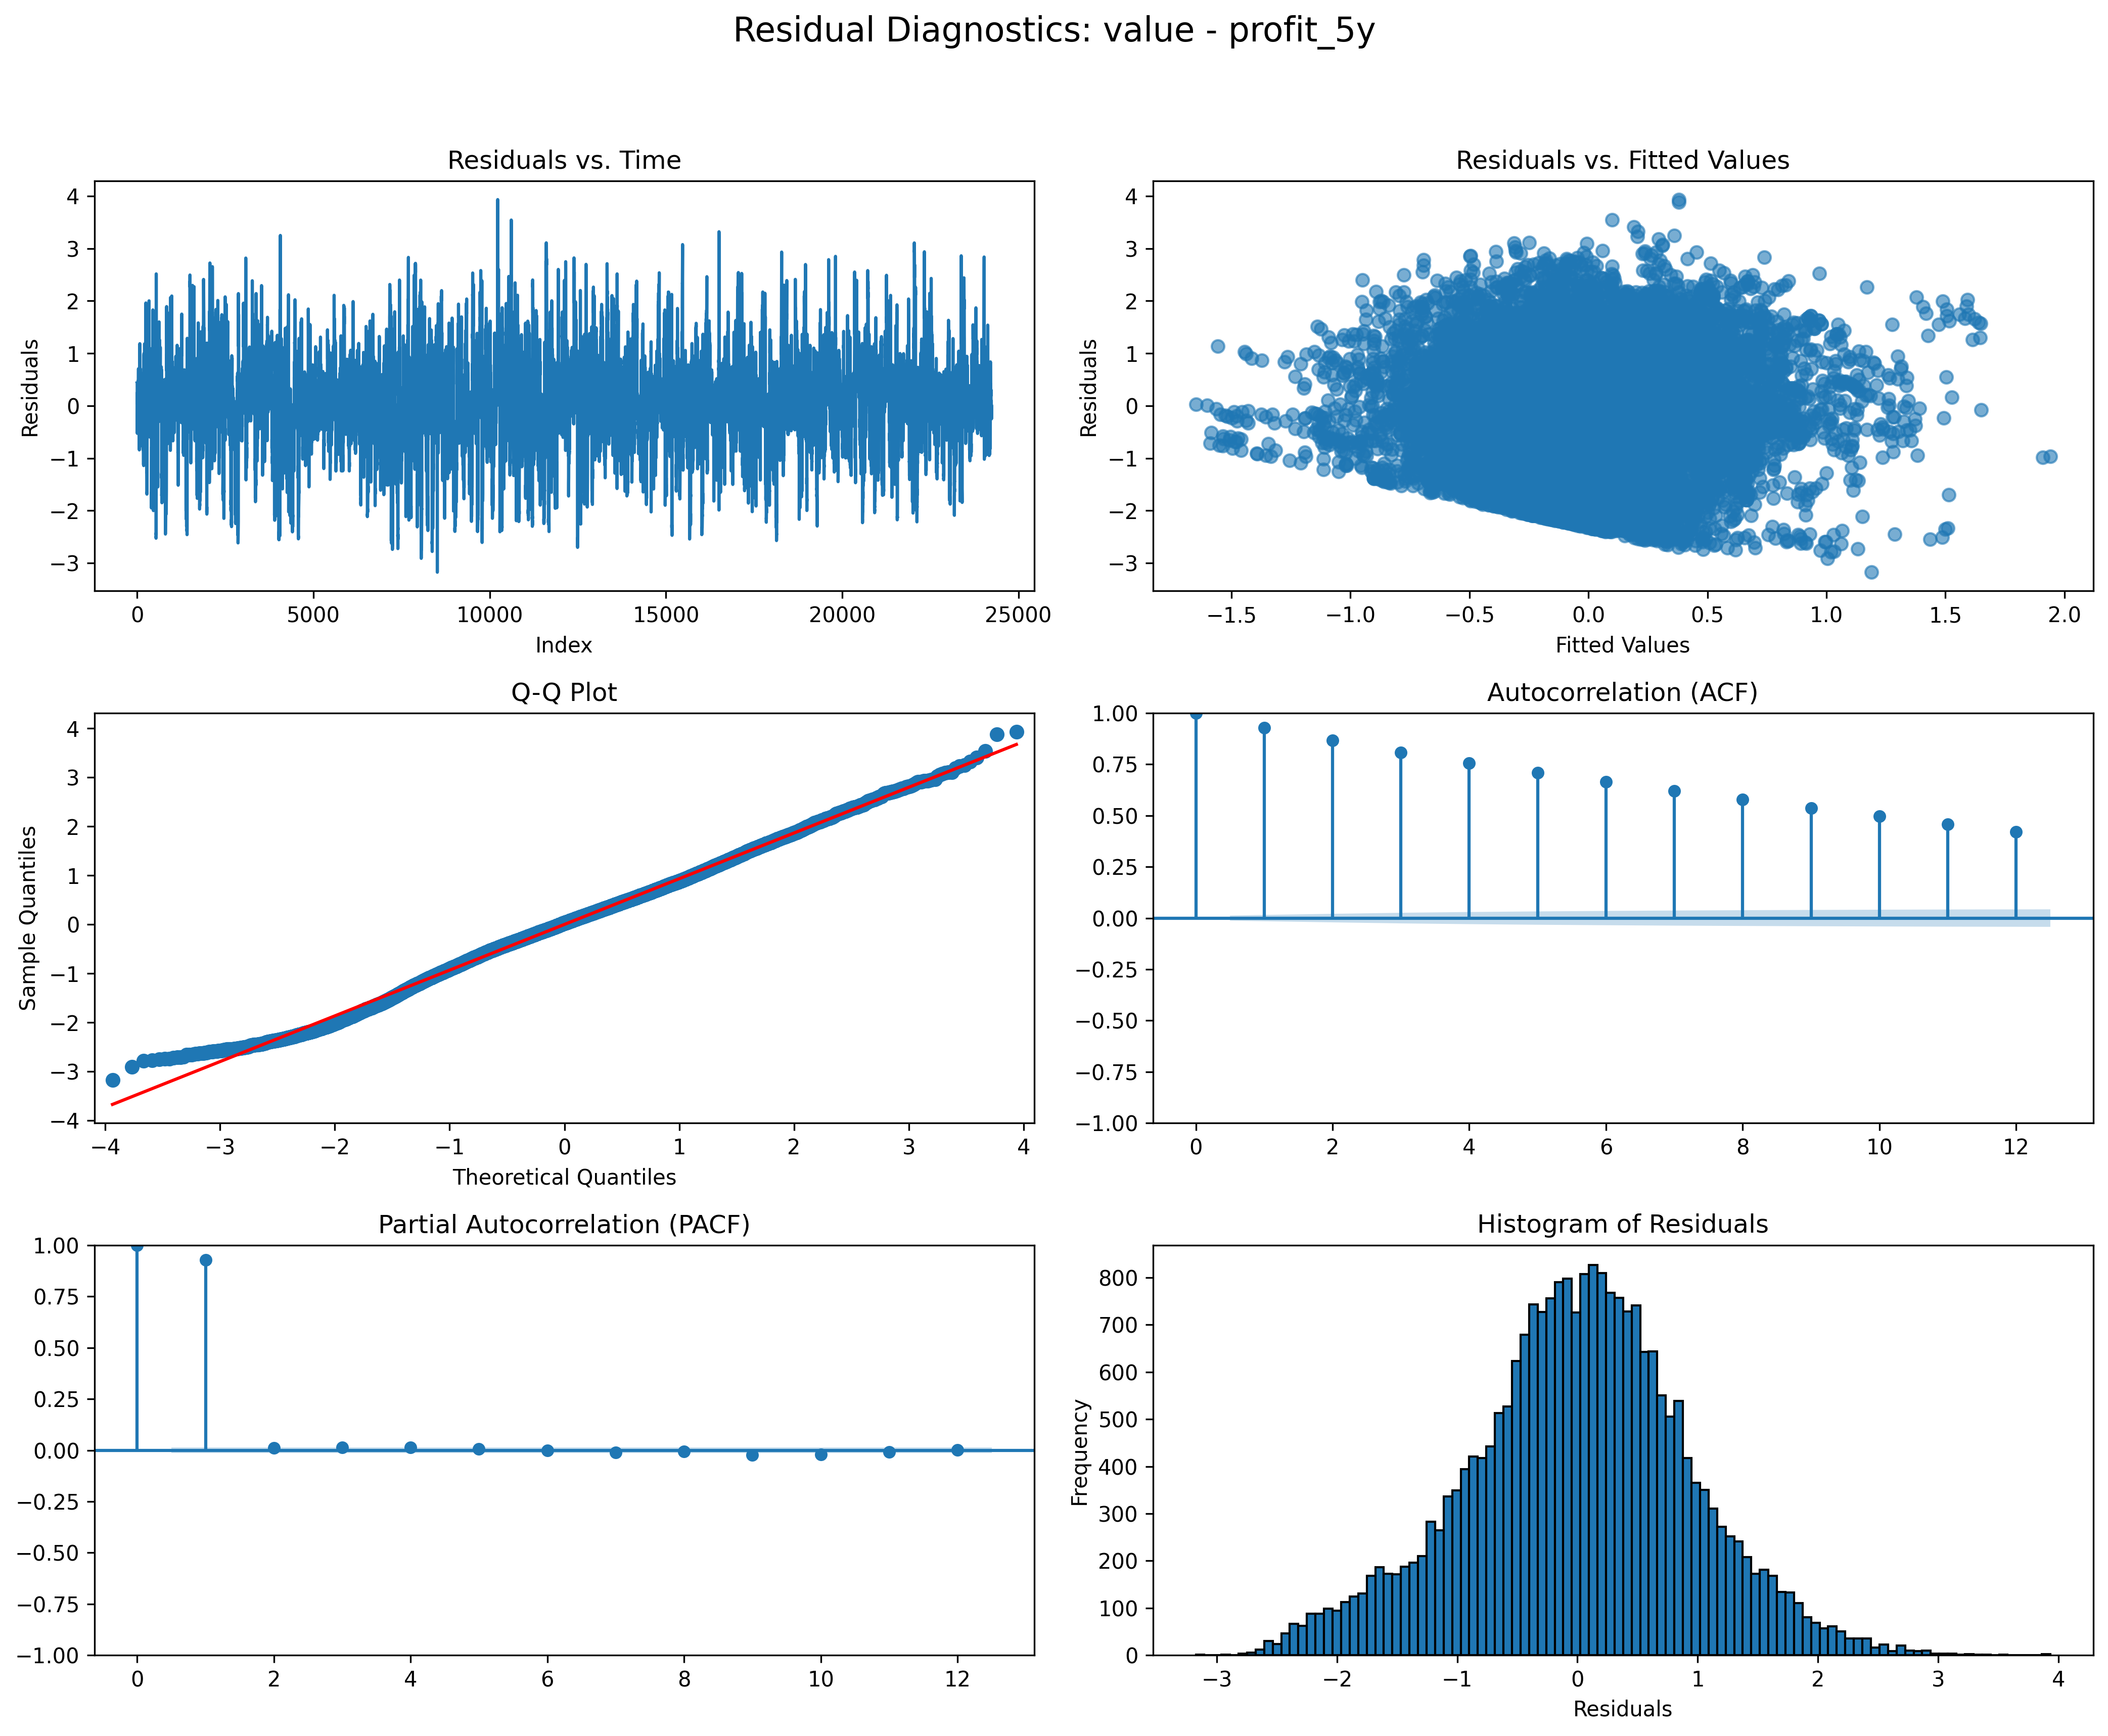 Residual Diagnostics: value - profit_5y
Residuals vs. Time
4
3
2
1
0
−1
−2
−3
Residuals
0 5000 10000 15000 20000 25000
Index
Residuals vs. Fitted Values
4
3
2
1
0
−1
−2
−3
Residuals
−1.5 −1.0 −0.5 0.0 0.5 1.0 1.5 2.0
Fitted Values
Q-Q Plot
4
3
2
1
0
−1
−2
−3
−4
Sample Quantiles
−4 −3 −2 −1 0 1 2 3 4
Theoretical Quantiles
Autocorrelation (ACF)
1.00
0.75
0.50
0.25
0.00
−0.25
−0.50
−0.75
−1.00
0 2 4 6 8 10 12
Partial Autocorrelation (PACF)
1.00
0.75
0.50
0.25
0.00
−0.25
−0.50
−0.75
−1.00
0 2 4 6 8 10 12
Histogram of Residuals
800
700
600
500
400
300
200
100
0
Frequency
−3 −2 −1 0 1 2 3 4
Residuals